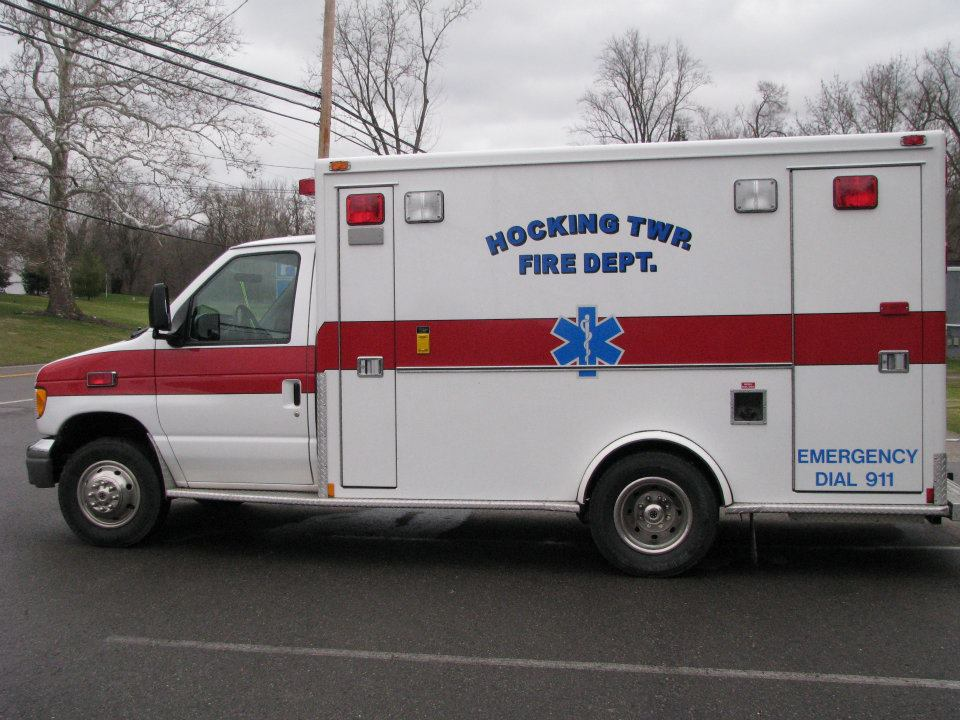 HOCKING TWP.
FIRE DEPT.
EMERGENCY
DIAL 911